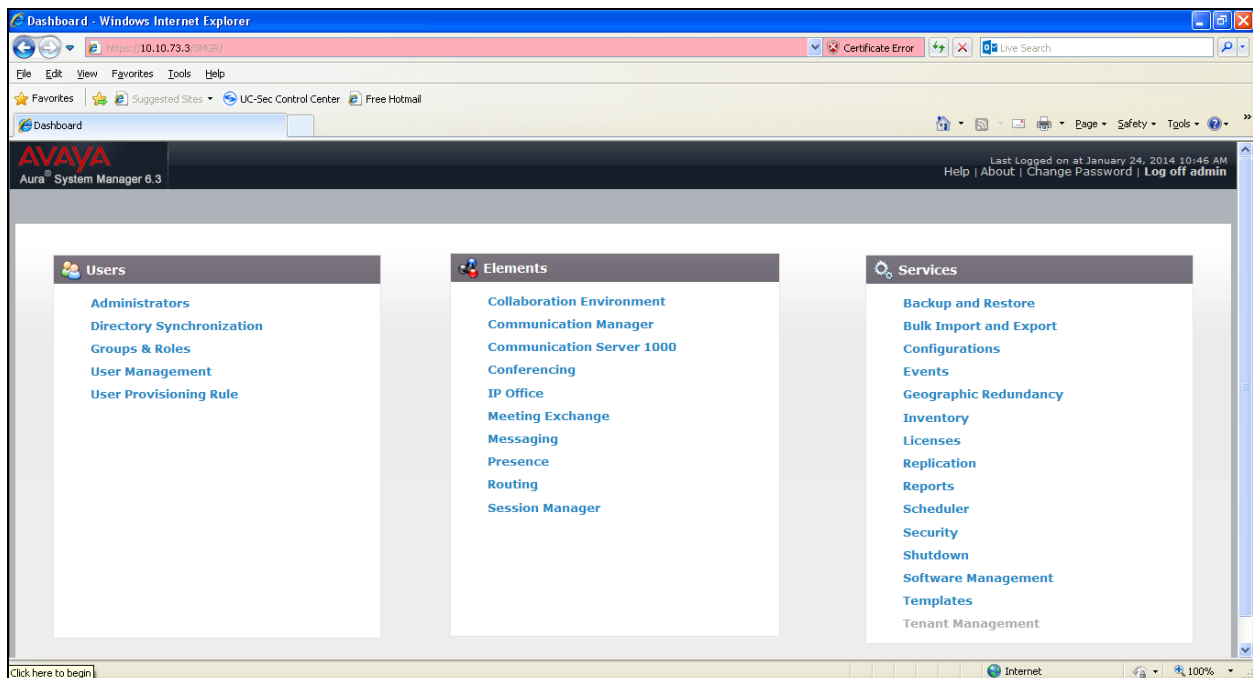 Dashboard - Windows Internet Explorer
https://10.10.73.3/SMGR/ Certificate Error Live Search
File Edit View Favorites Tools Help
Favorites Suggested Sites UC-Sec Control Center Free Hotmail
Dashboard Page Safety Tools »
AVAYA
Aura® System Manager 6.3
Last Logged on at January 24, 2014 10:46 AM
Help | About | Change Password | Log off admin
Users
Administrators
Directory Synchronization
Groups & Roles
User Management
User Provisioning Rule
Elements
Collaboration Environment
Communication Manager
Communication Server 1000
Conferencing
IP Office
Meeting Exchange
Messaging
Presence
Routing
Session Manager
Services
Backup and Restore
Bulk Import and Export
Configurations
Events
Geographic Redundancy
Inventory
Licenses
Replication
Reports
Scheduler
Security
Shutdown
Software Management
Templates
Tenant Management
Click here to begin
Internet 100%